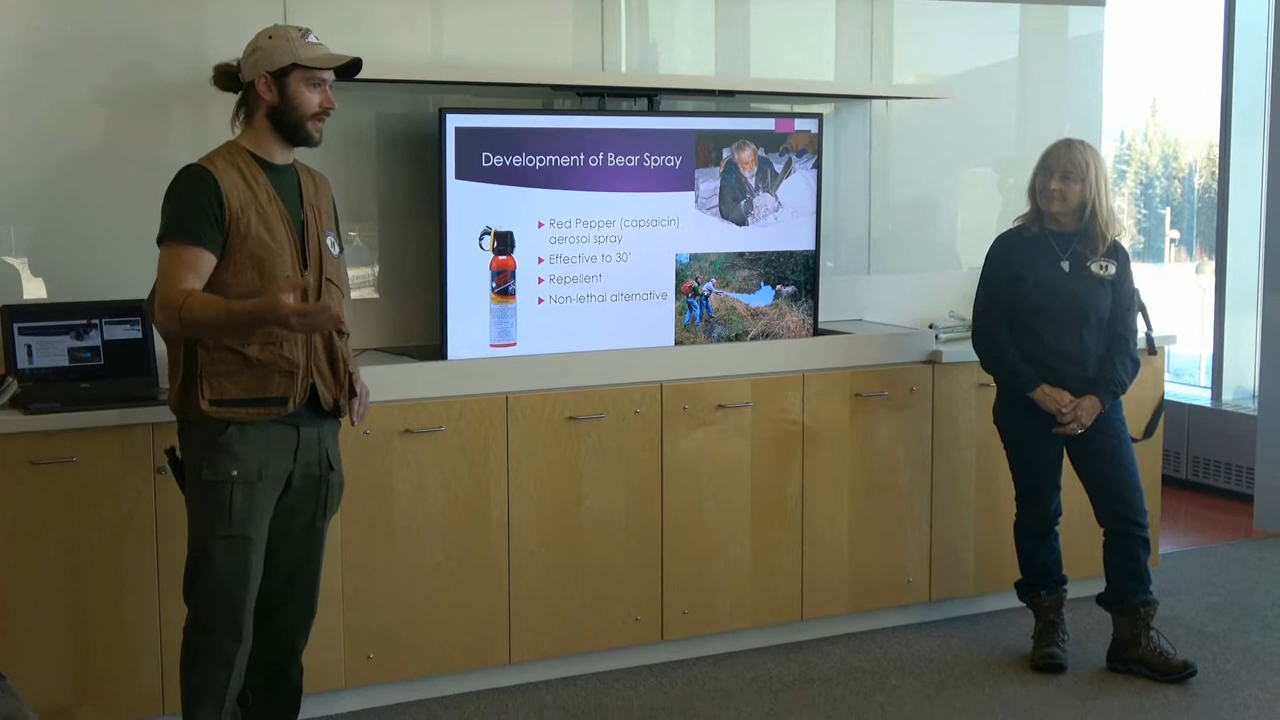 Development of Bear Spray
Red Pepper (capsaicin)
aerosol spray
Effective to 30'
Repellent
Non-lethal alternative